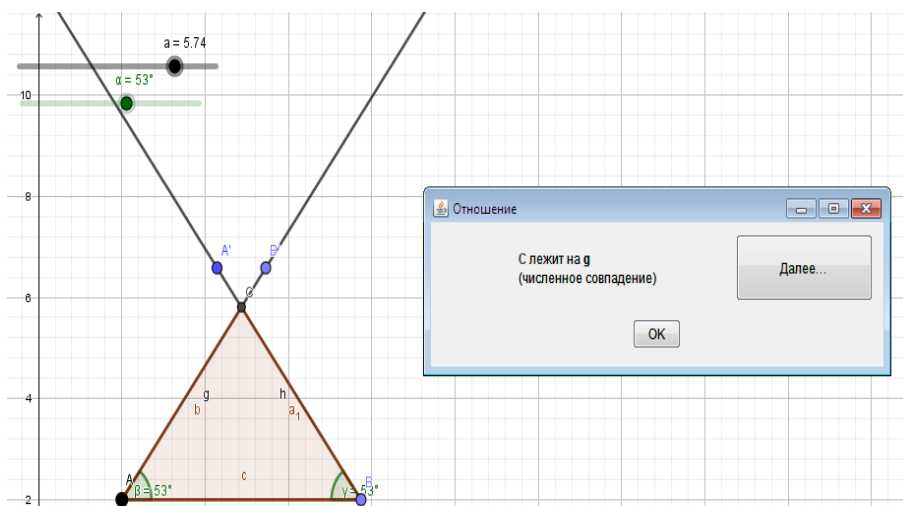 a = 5.74
α = 53°
10
8
6
4
2
A'
B'
C
g
h
b
a₁
c
A
B
β = 53°
γ = 53°
Отношение
C лежит на g
(численное совпадение)
Далее...
OK